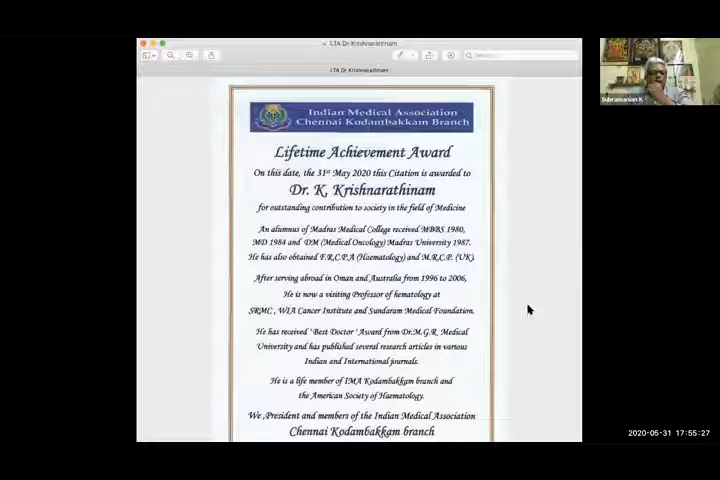 LTA Dr Krishnarathinam
LTA Dr Krishnarathinam
Indian Medical Association
Chennai Kodambakkam Branch
Lifetime Achievement Award
On this date, the 31st May 2020 this Citation is awarded to
Dr. K. Krishnarathinam
for outstanding contribution to society in the field of Medicine
An alumnus of Madras Medical College received MBBS 1980,
MD 1984 and DM (Medical Oncology) Madras University 1987.
He has also obtained F.R.C.P.A (Haematology) and M.R.C.P. (UK).
After serving abroad in Oman and Australia from 1996 to 2006,
He is now a visiting Professor of hematology at
SRMC, WIA Cancer Institute and Sundaram Medical Foundation.
He has received 'Best Doctor' Award from Dr.M.G.R. Medical
University and has published several research articles in various
Indian and International journals.
He is a life member of IMA Kodambakkam branch and
the American Society of Haematology.
We ,President and members of the Indian Medical Association
Chennai Kodambakkam branch
Subramanian K
2020-05-31 17:55:27